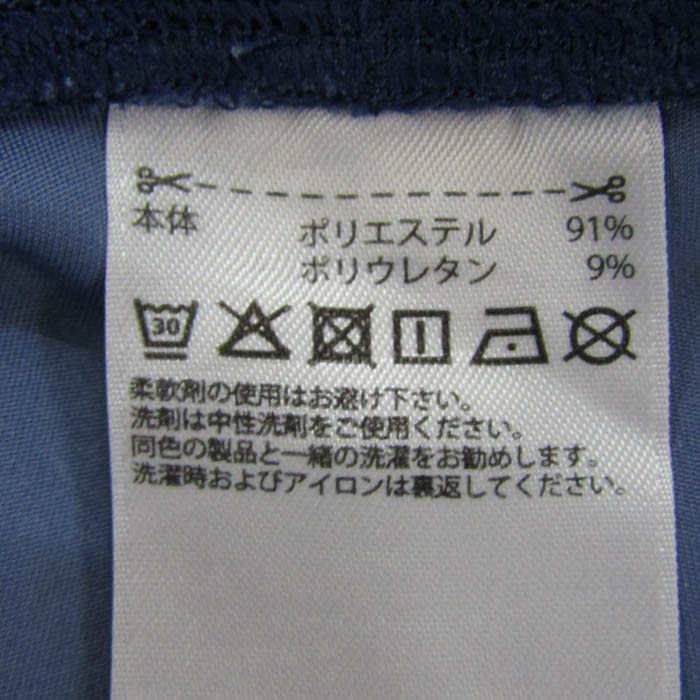 本体 ポリエステル 91%
ポリウレタン 9%
30
柔軟剤の使用はお避け下さい。
洗剤は中性洗剤をご使用ください。
同色の製品と一緒の洗濯をお勧めします。
洗濯時およびアイロンは裏返してください。